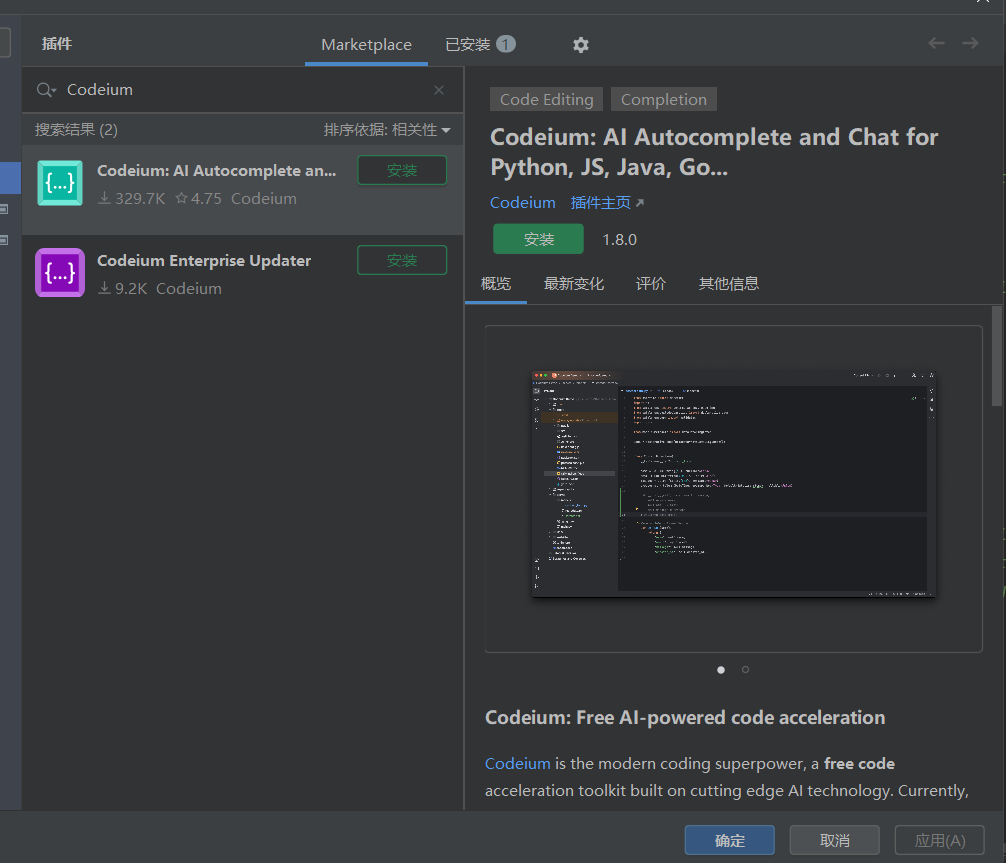 插件
Marketplace
已安装 1
Codeium
搜索结果 (2)
排序依据: 相关性
Codeium: AI Autocomplete an...
安装
329.7K 4.75 Codeium
Codeium Enterprise Updater
安装
9.2K Codeium
Code Editing
Completion
Codeium: AI Autocomplete and Chat for
Python, JS, Java, Go...
Codeium 插件主页
安装 1.8.0
概览 最新变化 评价 其他信息
Codeium: Free AI-powered code acceleration
Codeium is the modern coding superpower, a free code
acceleration toolkit built on cutting edge AI technology. Currently,
确定 取消 应用(A)